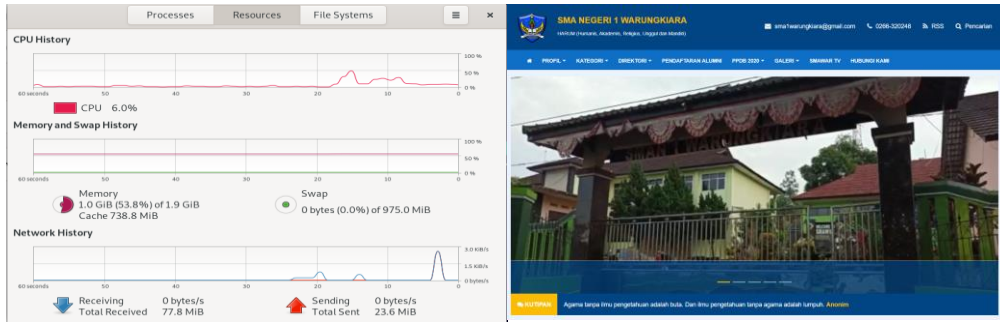 Processes
Resources
File Systems
CPU History
100 %
50 %
0 %
60 seconds
50
40
30
20
10
0
CPU 6.0%
Memory and Swap History
100 %
50 %
0 %
60 seconds
50
40
30
20
10
0
Memory
1.0 GiB (53.8%) of 1.9 GiB
Cache 738.8 MiB
Swap
0 bytes (0.0%) of 975.0 MiB
Network History
3.0 KiB/s
1.5 KiB/s
0 bytes/s
60 seconds
50
40
30
20
10
0
Receiving 0 bytes/s
Total Received 77.8 MiB
Sending 0 bytes/s
Total Sent 23.6 MiB
SMA NEGERI 1 WARUNGKIARA
HARUM (Humanis, Akademis, Religius, Unggul dan Mandiri)
sma1warungkiara@gmail.com
0266-320248
RSS
Pencarian
PROFIL
KATEGORI
DIREKTORI
PENDAFTARAN ALUMNI
PPDB 2020
GALERI
SMAWAR TV
HUBUNGI KAMI
SMAN 1 WARUNGKIARA
KUTIPAN
Agama tanpa ilmu pengetahuan adalah buta. Dan ilmu pengetahuan tanpa agama adalah lumpuh. Anonim